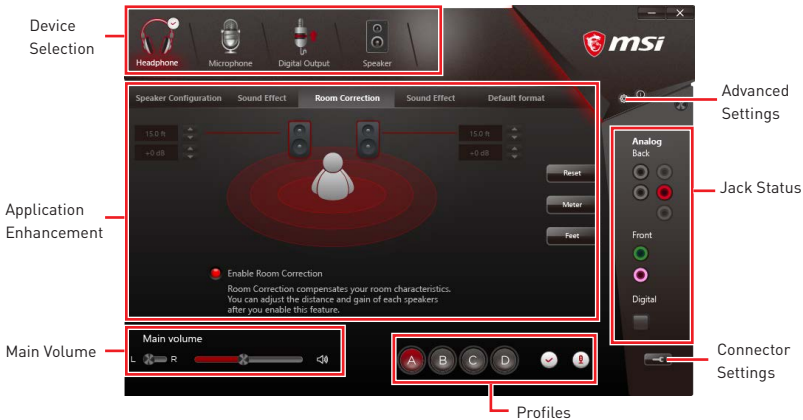 Device
Selection
Headphone
Microphone
Digital Output
Speaker
msi
Advanced
Settings
Speaker Configuration
Sound Effect
Room Correction
Sound Effect
Default format
15.0 ft
+0 dB
15.0 ft
+0 dB
Reset
Meter
Feet
Application
Enhancement
Enable Room Correction
Room Correction compensates your room characteristics.
You can adjust the distance and gain of each speakers
after you enable this feature.
Analog
Back
Front
Digital
Jack Status
Main Volume
Main volume
L
R
A
B
C
D
Connector
Settings
Profiles